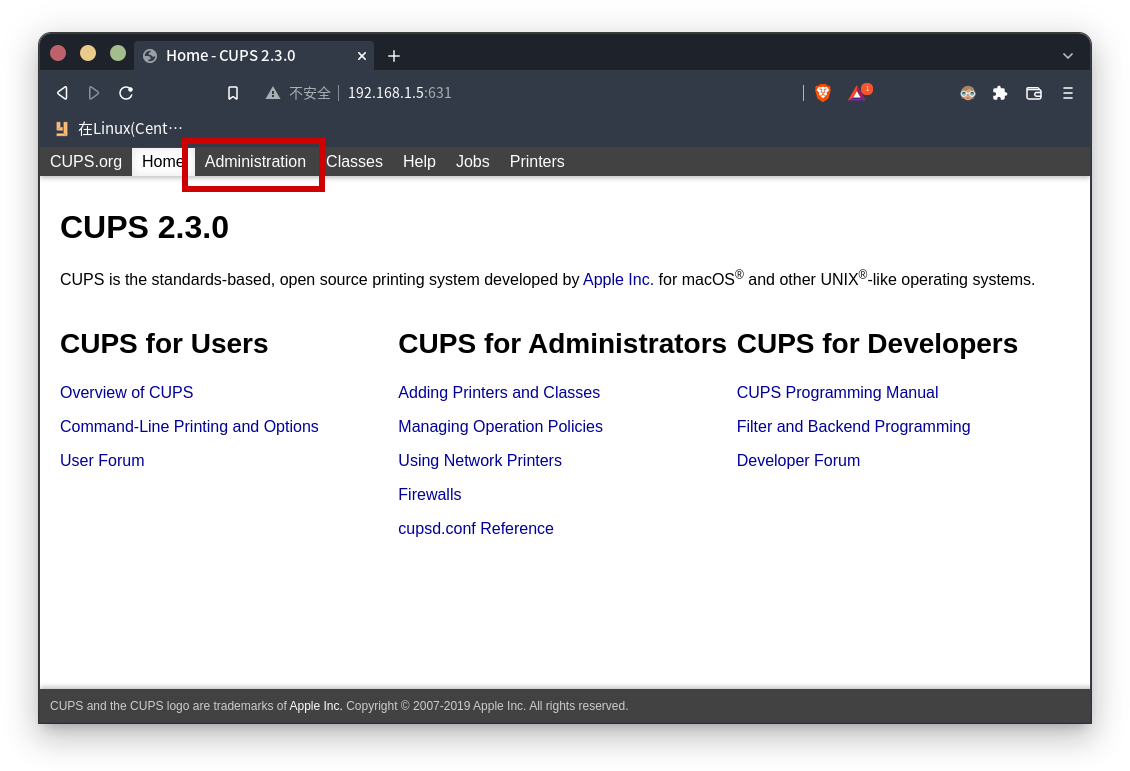 Home - CUPS 2.3.0
不安全 192.168.1.5:631
1
在Linux(Cent…
CUPS.org Home Administration Classes Help Jobs Printers
CUPS 2.3.0
CUPS is the standards-based, open source printing system developed by Apple Inc. for macOS® and other UNIX®-like operating systems.
CUPS for Users
Overview of CUPS
Command-Line Printing and Options
User Forum
CUPS for Administrators
Adding Printers and Classes
Managing Operation Policies
Using Network Printers
Firewalls
cupsd.conf Reference
CUPS for Developers
CUPS Programming Manual
Filter and Backend Programming
Developer Forum
CUPS and the CUPS logo are trademarks of Apple Inc. Copyright © 2007-2019 Apple Inc. All rights reserved.